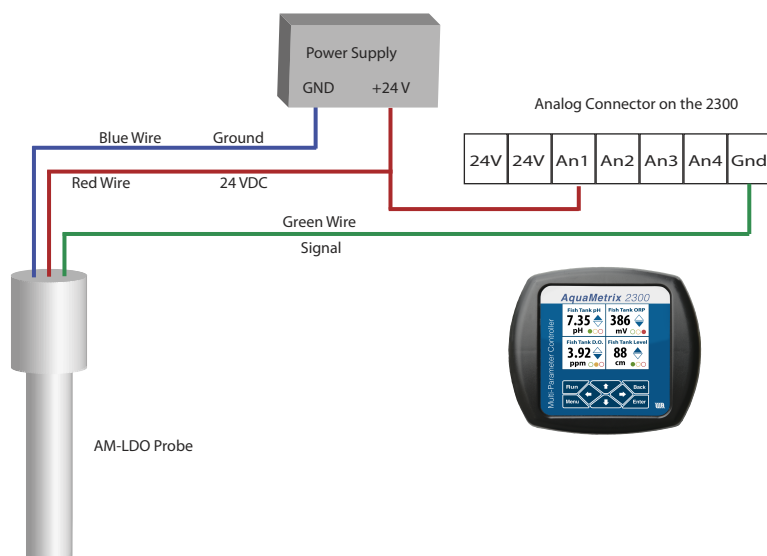 Power Supply
GND +24 V
Analog Connector on the 2300
Blue Wire Ground
24V 24V An1 An2 An3 An4 Gnd
Red Wire 24 VDC
Green Wire
Signal
AquaMetrix 2300
Multi-Parameter Controller
Fish Tank pH Fish Tank ORP
7.35 386
pH mV
Fish Tank D.O. Fish Tank Level
3.92 88
ppm cm
Run Back
Menu Enter
AM-LDO Probe